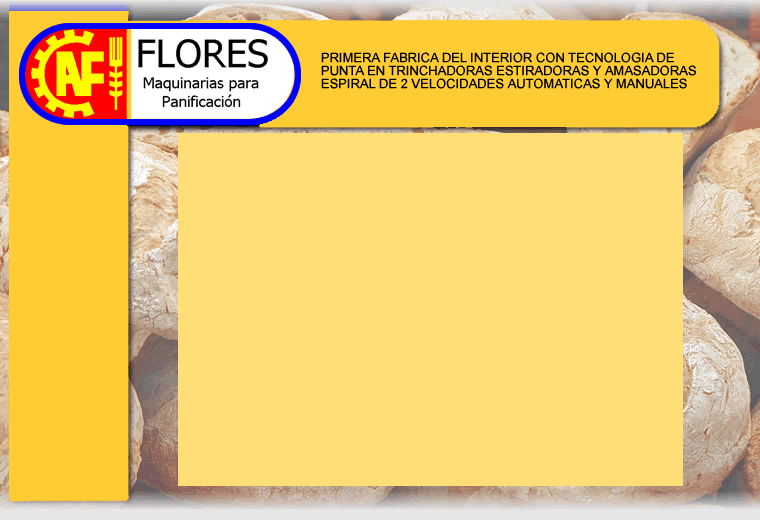 AF
FLORES
Maquinarias para
Panificación
PRIMERA FABRICA DEL INTERIOR CON TECNOLOGIA DE
PUNTA EN TRINCHADORAS ESTIRADORAS Y AMASADORAS
ESPIRAL DE 2 VELOCIDADES AUTOMATICAS Y MANUALES